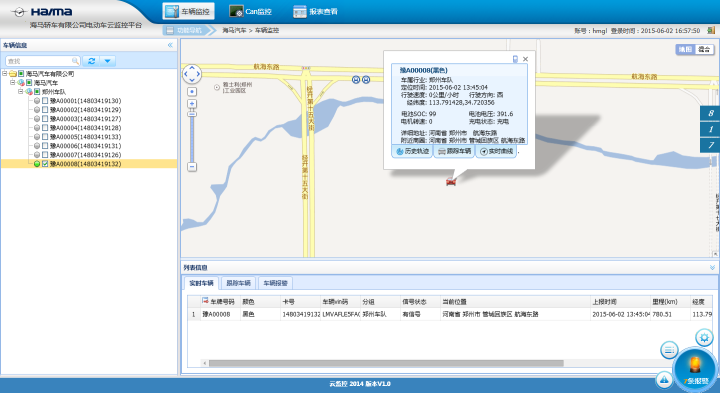 HAIMA
海马轿车有限公司电动车云监控平台
车辆监控
Can监控
报表查看
功能导航
海马汽车 > 车辆监控
账号：hmgl 登录时间：2015-06-02 16:57:50
车辆信息
查找
海马汽车有限公司
海马汽车
郑州车队
豫A00001(14803419130)
豫A00002(14803419129)
豫A00003(14803419127)
豫A00004(14803419128)
豫A00005(14803419133)
豫A00006(14803419131)
豫A00007(14803419126)
豫A00008(14803419132)
航海东路
航海东路
经开第十五大街
经开第十五大街
地图
混合
8
1
7
豫A00008(黑色)
车属行业: 郑州车队
定位时间: 2015-06-02 13:45:04
行驶速度: 0公里/小时 行驶方向: 西
经纬度: 113.791428,34.720356
电池SOC: 99 电池电压: 391.6
电机转速: 0 充电状态: 充电
详细地址: 河南省 郑州市 航海东路
附近商圈: 河南省 郑州市 管城回族区 航海东路
历史轨迹
跟踪车辆
实时曲线
列表信息
实时车辆
跟踪车辆
车辆报警
车牌号码 颜色 卡号 车辆vin码 分组 信号状态 当前位置 上报时间 里程(km) 经度
1 豫A00008 黑色 1480341913 LMVAFLE5FA 郑州车队 有信号 河南省 郑州市 管城回族区 航海东路 2015-06-02 13:45:04 780.51 113.79
云监控 2014 版本V1.0